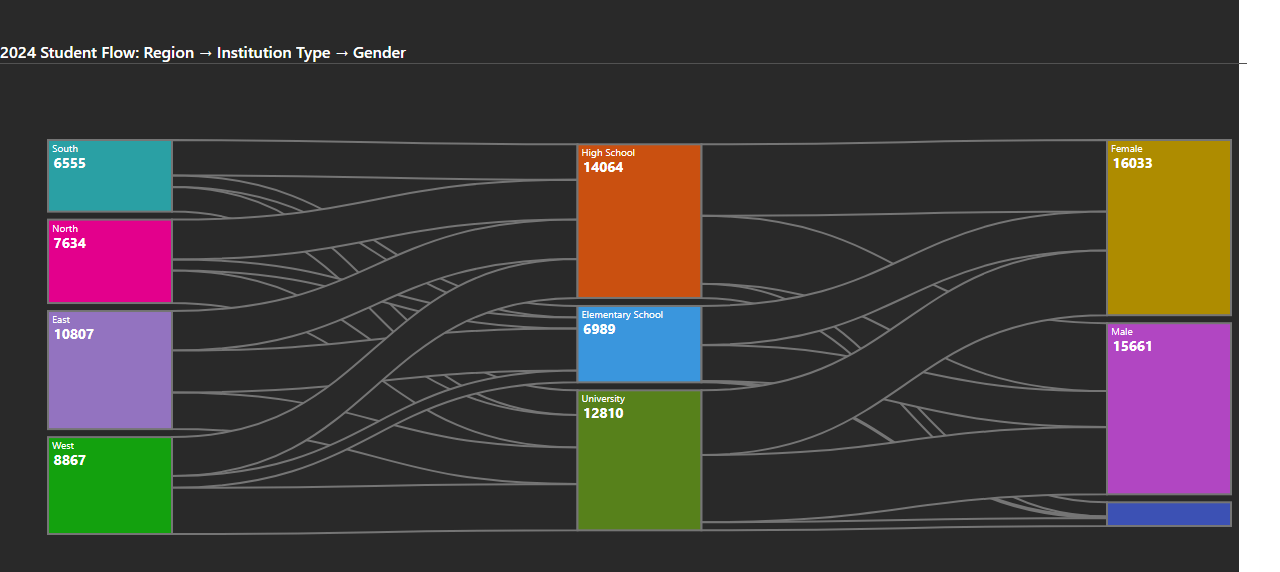 2024 Student Flow: Region → Institution Type → Gender
South
6555
North
7634
East
10807
West
8867
High School
14064
Elementary School
6989
University
12810
Female
16033
Male
15661